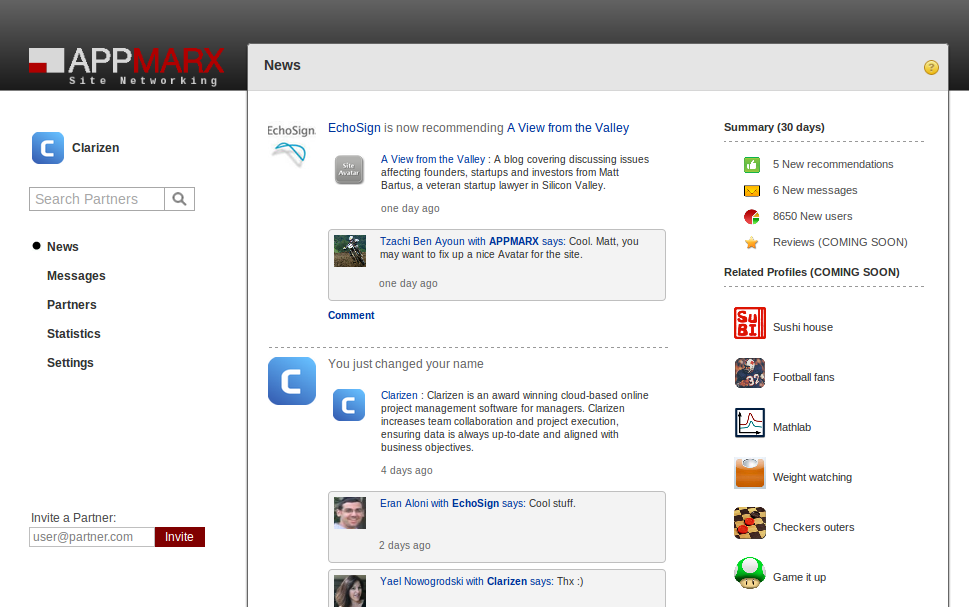 APPMARX
Site Networking
C
Clarizen
Search Partners
News
Messages
Partners
Statistics
Settings
Invite a Partner:
user@partner.com
Invite
News
?
EchoSign
EchoSign is now recommending A View from the Valley
Site
Avatar
A View from the Valley : A blog covering discussing issues
affecting founders, startups and investors from Matt
Bartus, a veteran startup lawyer in Silicon Valley.
one day ago
Tzachi Ben Ayoun with APPMARX says: Cool. Matt, you
may want to fix up a nice Avatar for the site.
one day ago
Comment
C
You just changed your name
C
Clarizen : Clarizen is an award winning cloud-based online
project management software for managers. Clarizen
increases team collaboration and project execution,
ensuring data is always up-to-date and aligned with
business objectives.
4 days ago
Eran Aloni with EchoSign says: Cool stuff.
2 days ago
Yael Nowogrodski with Clarizen says: Thx :)
Summary (30 days)
5 New recommendations
6 New messages
8650 New users
Reviews (COMING SOON)
Related Profiles (COMING SOON)
SuBI
Sushi house
Football fans
Mathlab
Weight watching
Checkers outers
Game it up